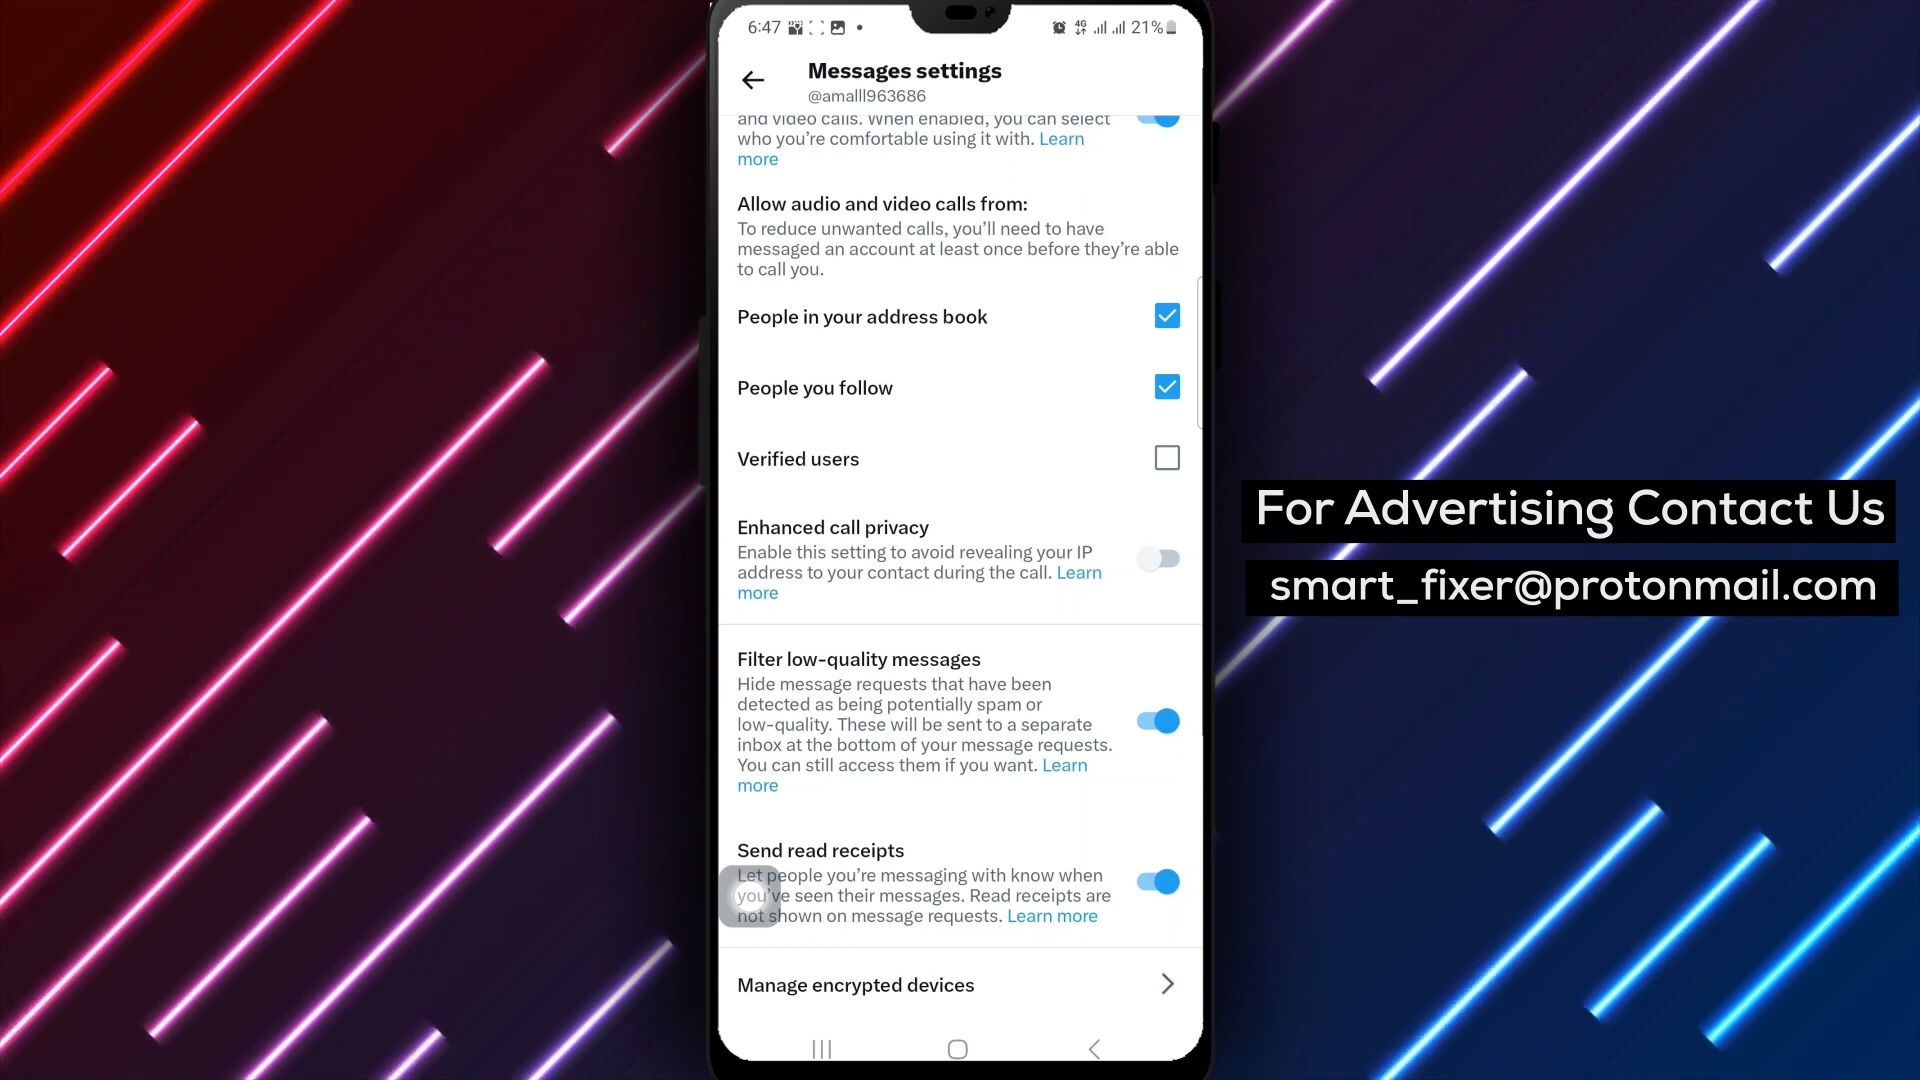 6:47
4G 21%
Messages settings
@amalll963686
and video calls. When enabled, you can select
who you're comfortable using it with. Learn
more
Allow audio and video calls from:
To reduce unwanted calls, you'll need to have
messaged an account at least once before they're able
to call you.
People in your address book
People you follow
Verified users
Enhanced call privacy
Enable this setting to avoid revealing your IP
address to your contact during the call. Learn
more
Filter low-quality messages
Hide message requests that have been
detected as being potentially spam or
low-quality. These will be sent to a separate
inbox at the bottom of your message requests.
You can still access them if you want. Learn
more
Send read receipts
Let people you're messaging with know when
you've seen their messages. Read receipts are
not shown on message requests. Learn more
Manage encrypted devices
For Advertising Contact Us
smart_fixer@protonmail.com